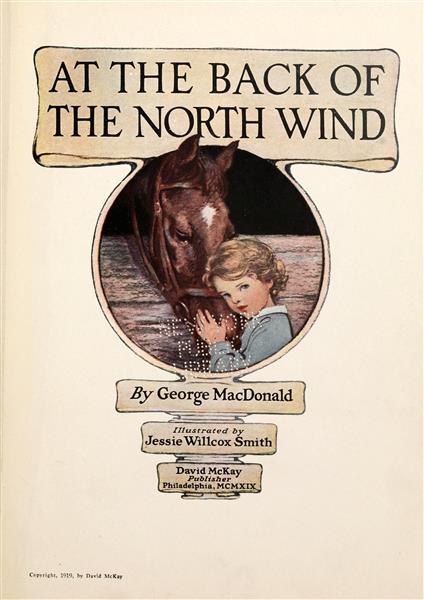 AT THE BACK OF
THE NORTH WIND
By George MacDonald
Illustrated by
Jessie Willcox Smith
David McKay
Publisher
Philadelphia, MCMXIX
Copyright, 1919, by David McKay